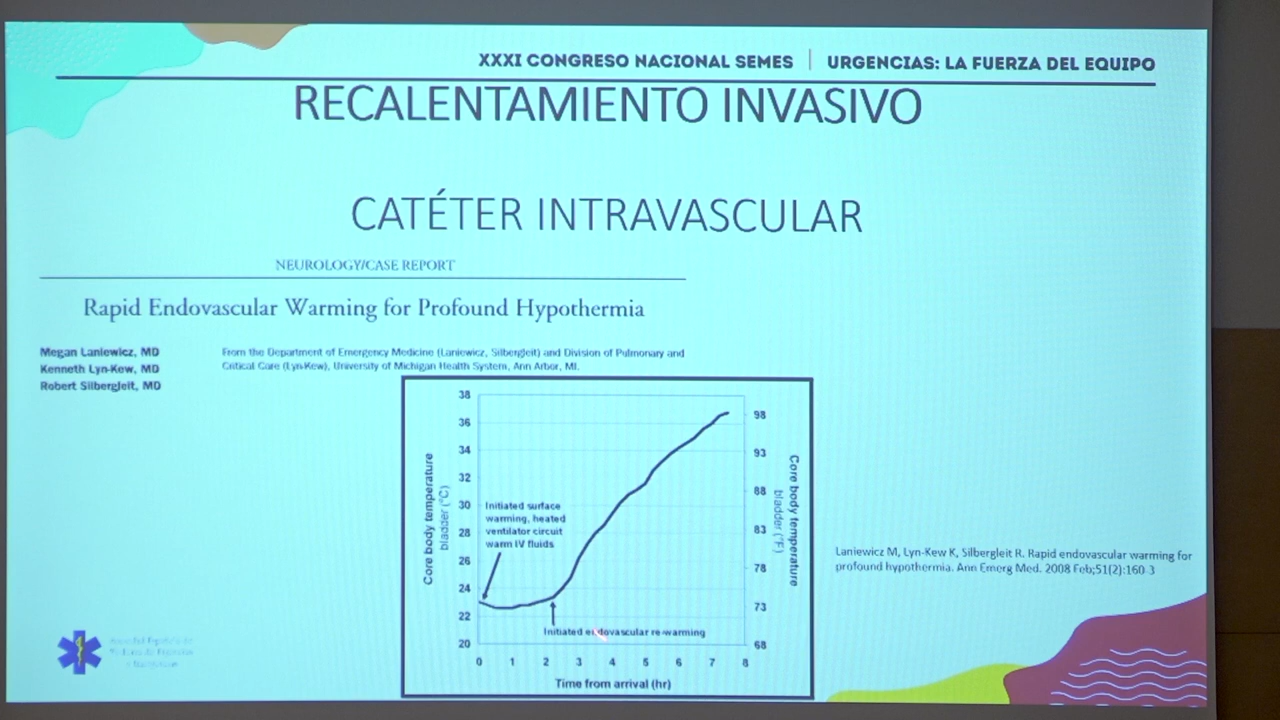 XXXI CONGRESO NACIONAL SEMES | URGENCIAS: LA FUERZA DEL EQUIPO
RECALENTAMIENTO INVASIVO
CATÉTER INTRAVASCULAR
NEUROLOGY/CASE REPORT
Rapid Endovascular Warming for Profound Hypothermia
Megan Laniewicz, MD
Kenneth Lyn-Kew, MD
Robert Silbergleit, MD
From the Department of Emergency Medicine (Laniewicz, Silbergleit) and Division of Pulmonary and
Critical Care (Lyn-Kew), University of Michigan Health System, Ann Arbor, MI.
Core body temperature
bladder (°C)
38
36
34
32
30
28
26
24
22
20
Initiated surface
warming, heated
ventilator circuit
warm IV fluids
Initiated endovascular re-warming
98
93
88
83
78
73
68
Core body temperature
bladder (°F)
0 1 2 3 4 5 6 7 8
Time from arrival (hr)
Laniewicz M, Lyn-Kew K, Silbergleit R. Rapid endovascular warming for
profound hypothermia. Ann Emerg Med. 2008 Feb;51(2):160-3